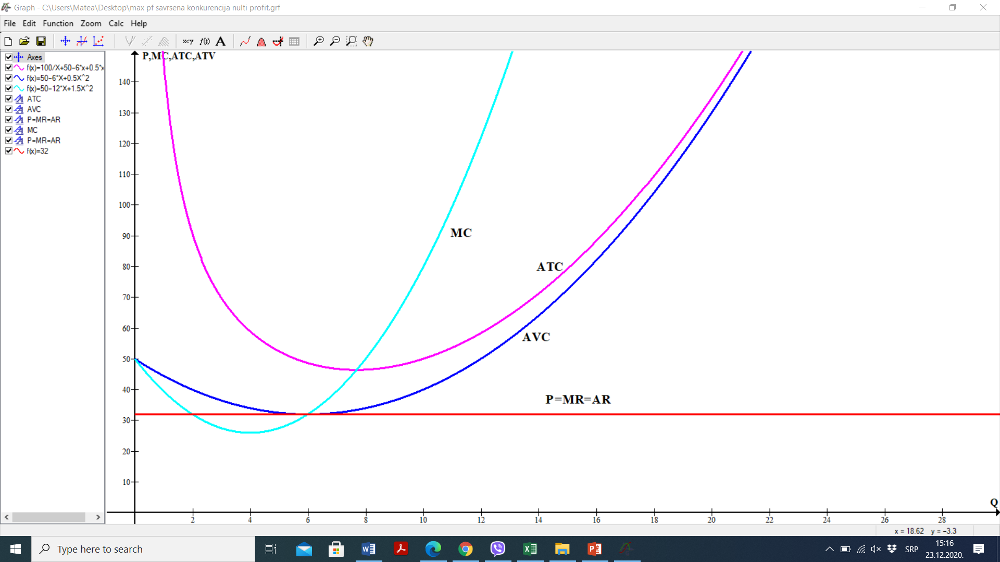 Graph - C:\Users\Matea\Desktop\max pf savrsena konkurencija nulti profit.grf
File Edit Function Zoom Calc Help
Axes
f(x)=100/X+50-6*x+0.5*x
f(x)=50-6*X+0.5X^2
f(x)=50-12*X+1.5X^2
ATC
AVC
P=MR=AR
MC
P=MR=AR
f(x)=32
P,MC,ATC,ATV
140
130
120
110
100
90
80
70
60
50
40
30
20
10
MC
ATC
AVC
P=MR=AR
Q
2 4 6 8 10 12 14 16 18 20 22 24 26 28
x = 18.62 y = -3.3
Type here to search
SRP
15:16
23.12.2020.